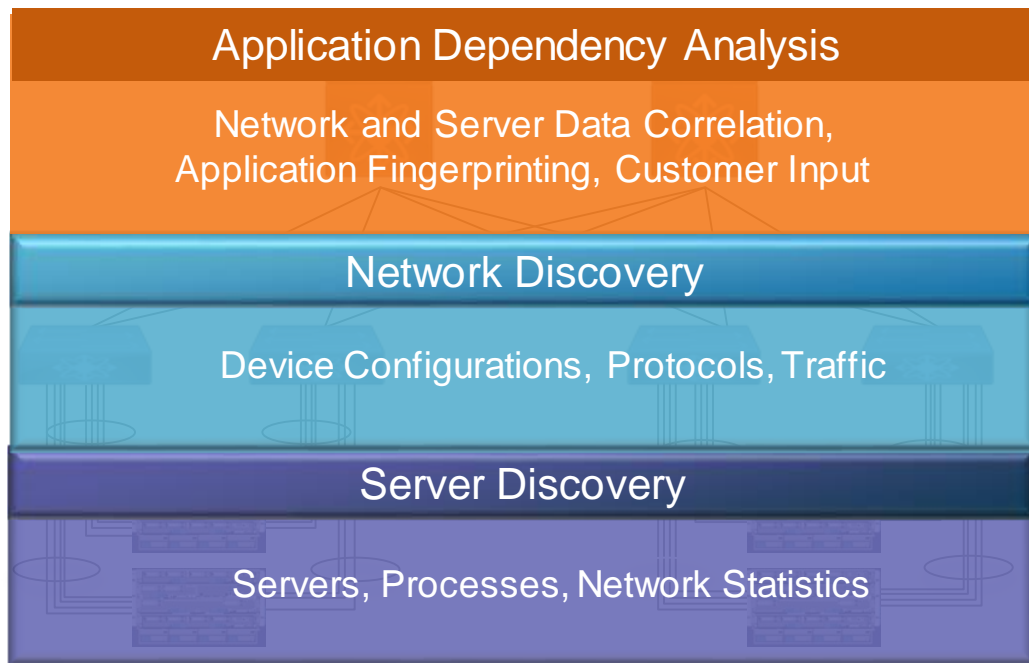 Application Dependency Analysis
Network and Server Data Correlation,
Application Fingerprinting, Customer Input
Network Discovery
Device Configurations, Protocols, Traffic
Server Discovery
Servers, Processes, Network Statistics